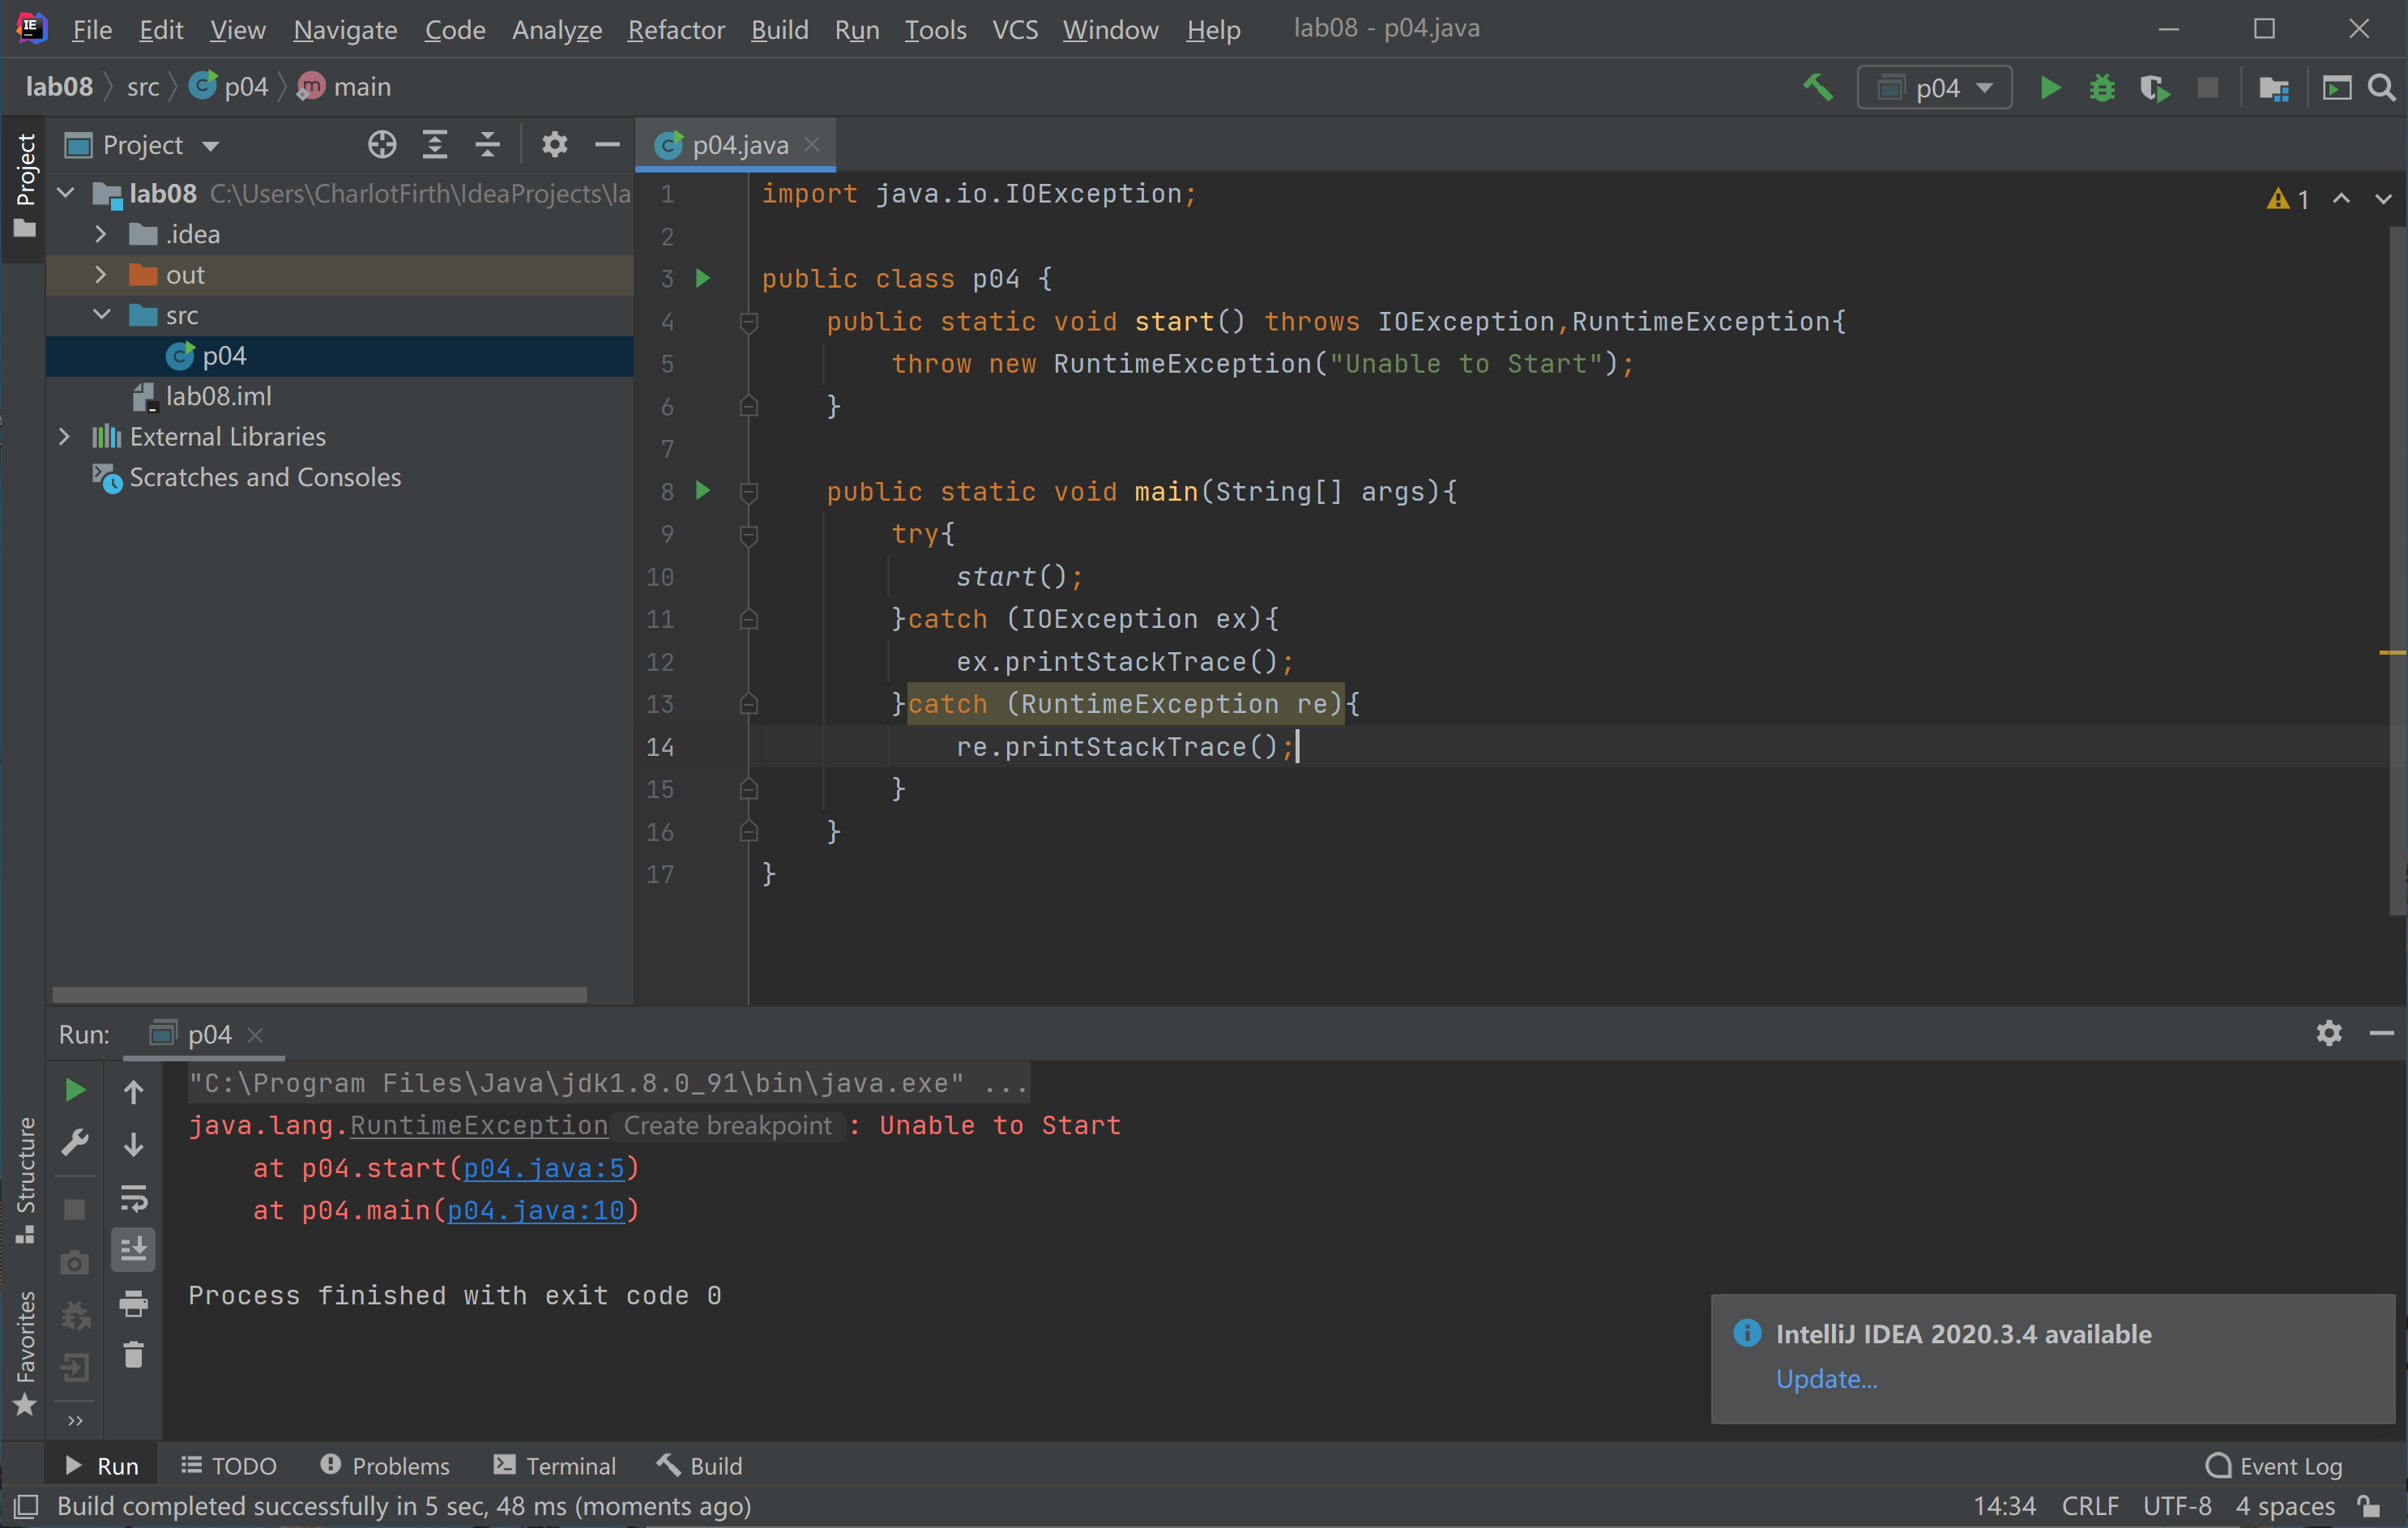 File Edit View Navigate Code Analyze Refactor Build Run Tools VCS Window Help lab08 - p04.java
lab08 src p04 main
p04
Project
Project
p04.java
lab08 C:\Users\CharlotFirth\IdeaProjects\la
.idea
out
src
p04
lab08.iml
External Libraries
Scratches and Consoles
1 import java.io.IOException;
2
3 public class p04 {
4 public static void start() throws IOException,RuntimeException{
5 throw new RuntimeException("Unable to Start");
6 }
7
8 public static void main(String[] args){
9 try{
10 start();
11 }catch (IOException ex){
12 ex.printStackTrace();
13 }catch (RuntimeException re){
14 re.printStackTrace();
15 }
16 }
17 }
1
Run: p04
"C:\Program Files\Java\jdk1.8.0_91\bin\java.exe" ...
java.lang.RuntimeException Create breakpoint : Unable to Start
at p04.start(p04.java:5)
at p04.main(p04.java:10)
Process finished with exit code 0
Structure
Favorites
IntelliJ IDEA 2020.3.4 available
Update...
Run TODO Problems Terminal Build Event Log
Build completed successfully in 5 sec, 48 ms (moments ago) 14:34 CRLF UTF-8 4 spaces